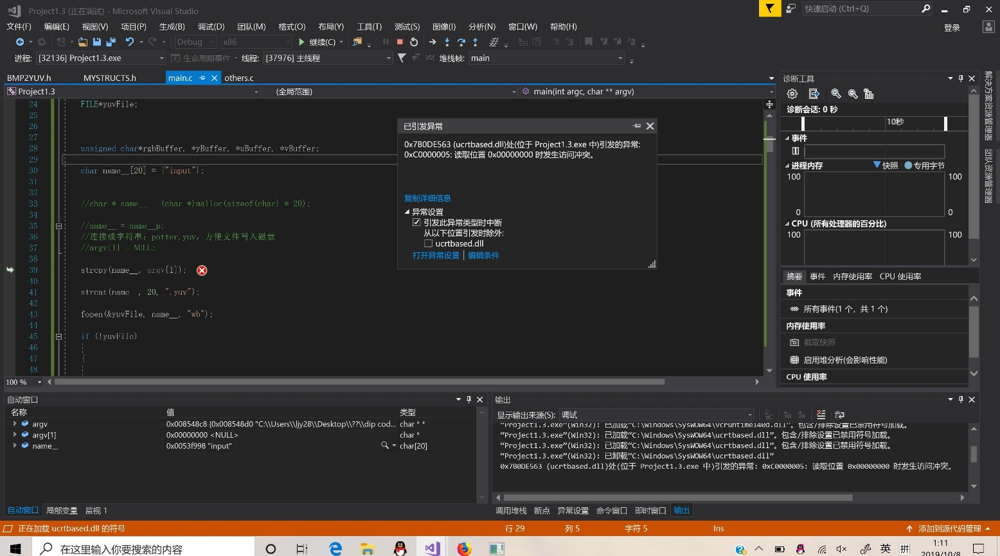 Project1.3 (正在调试) - Microsoft Visual Studio
快速启动 (Ctrl+Q)
文件(F) 编辑(E) 视图(V) 项目(P) 生成(B) 调试(D) 团队(M) 格式(O) 布局(Y) 工具(T) 测试(S) 图像(I) 分析(N) 窗口(W) 帮助(H)
登录
Debug x86 继续(C)
进程: [32136] Project1.3.exe 生命周期事件 线程: [37976] 主线程 堆栈帧: main
BMP2YUV.h MYSTRUCTS.h main.c others.c
Project1.3 (全局范围) main(int argc, char ** argv)
24 FILE*yuvFile;
25
26
27
28 unsigned char*rgbBuffer, *yBuffer, *uBuffer, *vBuffer;
29
30 char name__[20] = {"input"};
31
32
33 //char * name__ (char *)malloc(sizeof(char) * 20);
34
35 //name__ = name__p;
36 //连接成字符串：potter.yuv，方便文件写入磁盘
37 //argv[1] = NULL;
38
39 strcpy(name__, argv[1]);
40
41 strcat(name , 20, ".yuv");
42
43 fopen(&yuvFile, name__, "wb");
44
45 if (!yuvFile)
46
47 {
48
100 %
已引发异常
0x7B0DE563 (ucrtbased.dll)处(位于 Project1.3.exe 中)引发的异常:
0xC0000005: 读取位置 0x00000000 时发生访问冲突。
复制详细信息
异常设置
引发此异常类型时中断
从以下位置引发时除外:
ucrtbased.dll
打开异常设置 | 编辑条件
诊断工具
诊断会话: 0 秒
10秒
事件
进程内存 快照 专用字节
100 100
0 0
CPU (所有处理器的百分比)
100 100
摘要 事件 内存使用率 CPU 使用率
事件
所有事件(1 个，共 1 个)
内存使用率
截取快照
启用堆分析(会影响性能)
CPU 使用率
解决方案资源管理器
团队资源管理器
自动窗口
名称 值 类型
argv 0x008548c8 {0x008548d0 "C:\\Users\\ljy28\\Desktop\\??\\dip cod... char * *
argv[1] 0x00000000 <NULL> char *
name__ 0x0053f998 "input" char[20]
自动窗口 局部变量 监视 1
输出
显示输出来源(S): 调试
“Project1.3.exe”(Win32): 已加载“C:\Windows\SysWOW64\vcruntime140d.dll”。包含/排除设置已禁用符号加载。
“Project1.3.exe”(Win32): 已加载“C:\Windows\SysWOW64\ucrtbased.dll”。包含/排除设置已禁用符号加载。
“Project1.3.exe”(Win32): 已加载“C:\Windows\SysWOW64\ucrtbased.dll”。包含/排除设置已禁用符号加载。
“Project1.3.exe”(Win32): 已卸载“C:\Windows\SysWOW64\ucrtbased.dll”
0x7B0DE563 (ucrtbased.dll)处(位于 Project1.3.exe 中)引发的异常: 0xC0000005: 读取位置 0x00000000 时发生访问冲突。
调用堆栈 断点 异常设置 命令窗口 即时窗口 输出
正在加载 ucrtbased.dll 的符号 行 29 列 5 字符 5 Ins 添加到源代码管理
在这里输入你要搜索的内容
英 拼 1:11
2019/10/8